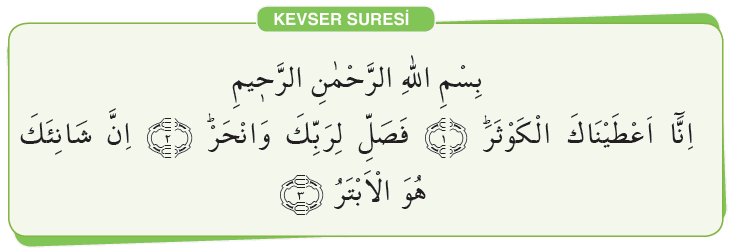 KEVSER SURESİ
بِسْمِ اللّٰهِ الرَّحْمٰنِ الرَّح۪يمِ
اِنَّٓا اَعْطَيْنَاكَ الْكَوْثَرَۜ ﴿١﴾ فَصَلِّ لِرَبِّكَ وَانْحَرْۜ ﴿٢﴾ اِنَّ شَانِئَكَ
هُوَ الْاَبْتَرُ ﴿٣﴾